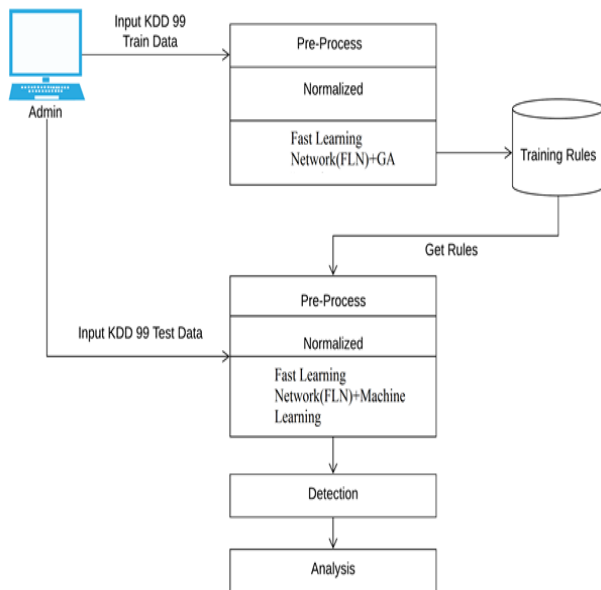 Input KDD 99
Train Data
Admin
Pre-Process
Normalized
Fast Learning
Network(FLN)+GA
Training Rules
Get Rules
Input KDD 99 Test Data
Pre-Process
Normalized
Fast Learning
Network(FLN)+Machine
Learning
Detection
Analysis